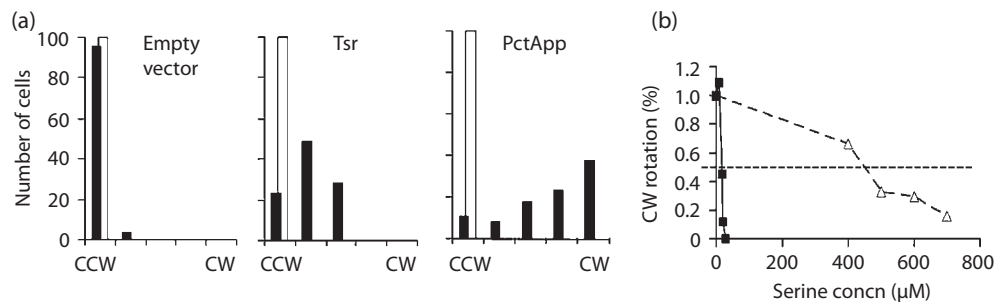 (a)
Number of cells
100
80
60
40
20
0
Empty
vector
CCW
CW
Tsr
CCW
CW
PctApp
CCW
CW
(b)
CW rotation (%)
1.2
1.0
0.8
0.6
0.4
0.2
0
0
200
400
600
800
Serine concn (µM)